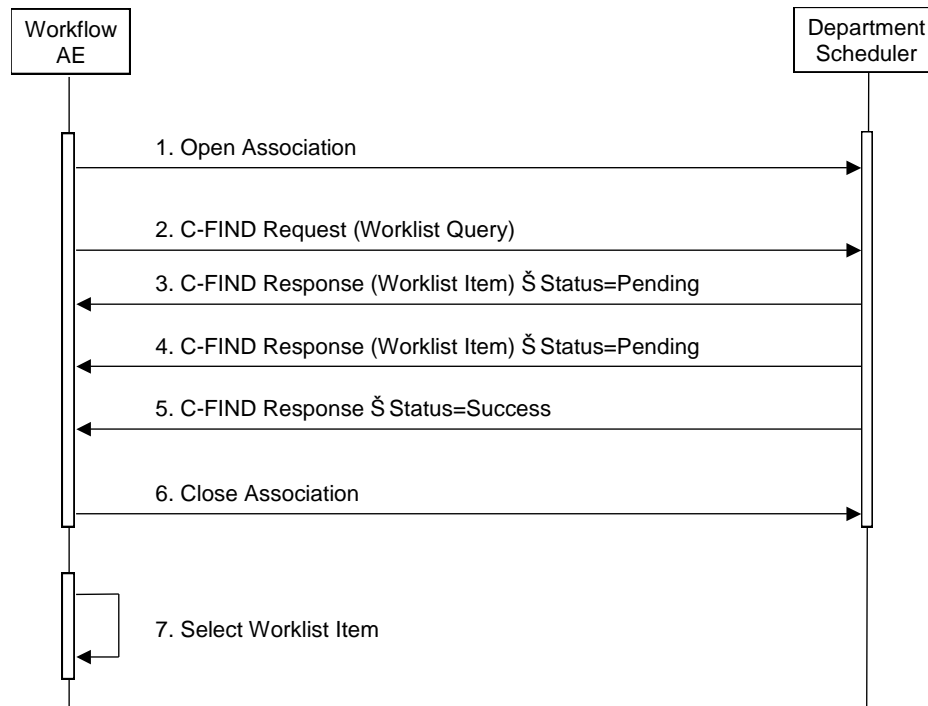 Workflow
AE
Department
Scheduler
1. Open Association
2. C-FIND Request (Worklist Query)
3. C-FIND Response (Worklist Item) Š Status=Pending
4. C-FIND Response (Worklist Item) Š Status=Pending
5. C-FIND Response Š Status=Success
6. Close Association
7. Select Worklist Item